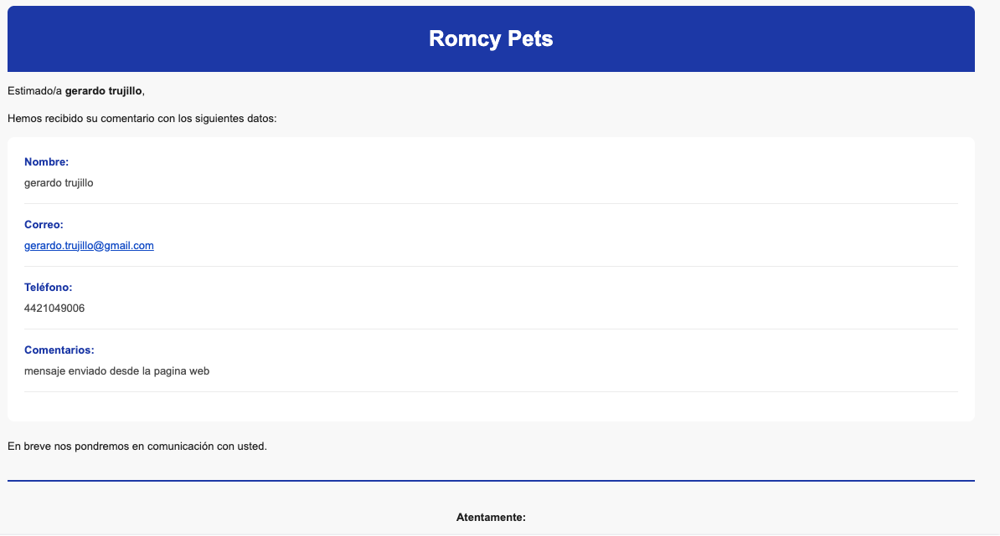 Romcy Pets
Estimado/a gerardo trujillo,
Hemos recibido su comentario con los siguientes datos:
Nombre:
gerardo trujillo
Correo:
gerardo.trujillo@gmail.com
Teléfono:
4421049006
Comentarios:
mensaje enviado desde la pagina web
En breve nos pondremos en comunicación con usted.
Atentamente: